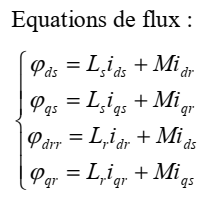 Equations de flux :
φds = Lsids + Midr
φqs = Lsiqs + Miqr
φdrr = Lridr + Mids
φqr = Lriqr + Miqs